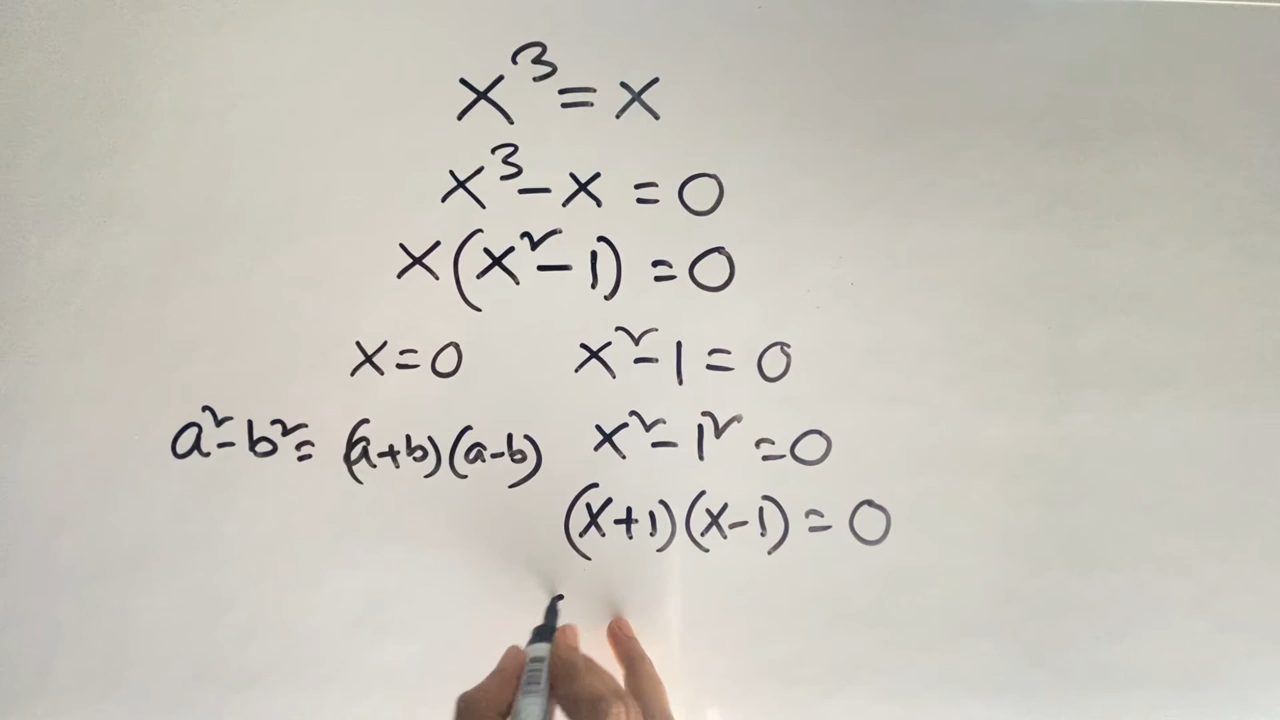 x³ = x
x³ - x = 0
x(x² - 1) = 0
x = 0 x² - 1 = 0
a² - b² = (a+b)(a-b) x² - 1² = 0
(x+1)(x-1) = 0